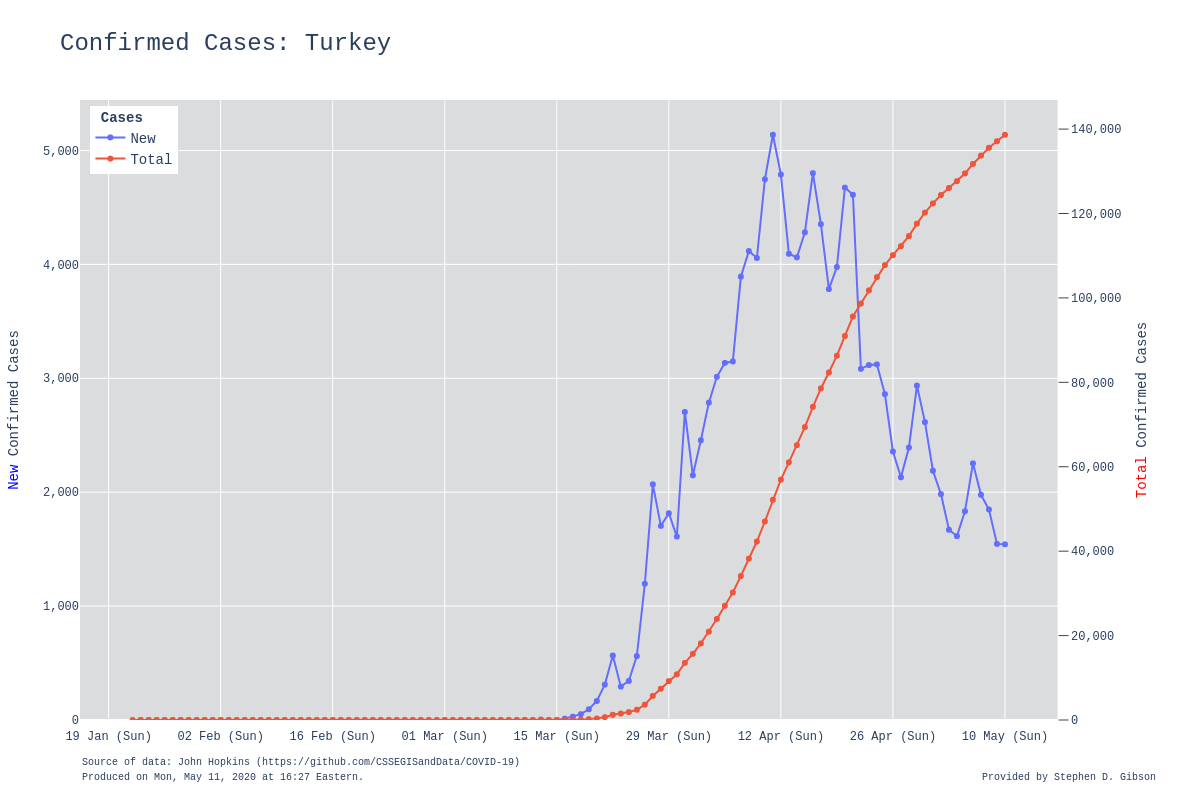 Confirmed Cases: Turkey
Cases
New
Total
5,000
4,000
3,000
2,000
1,000
0
New Confirmed Cases
140,000
120,000
100,000
80,000
60,000
40,000
20,000
0
Total Confirmed Cases
19 Jan (Sun) 02 Feb (Sun) 16 Feb (Sun) 01 Mar (Sun) 15 Mar (Sun) 29 Mar (Sun) 12 Apr (Sun) 26 Apr (Sun) 10 May (Sun)
Source of data: John Hopkins (https://github.com/CSSEGISandData/COVID-19)
Produced on Mon, May 11, 2020 at 16:27 Eastern.
Provided by Stephen D. Gibson